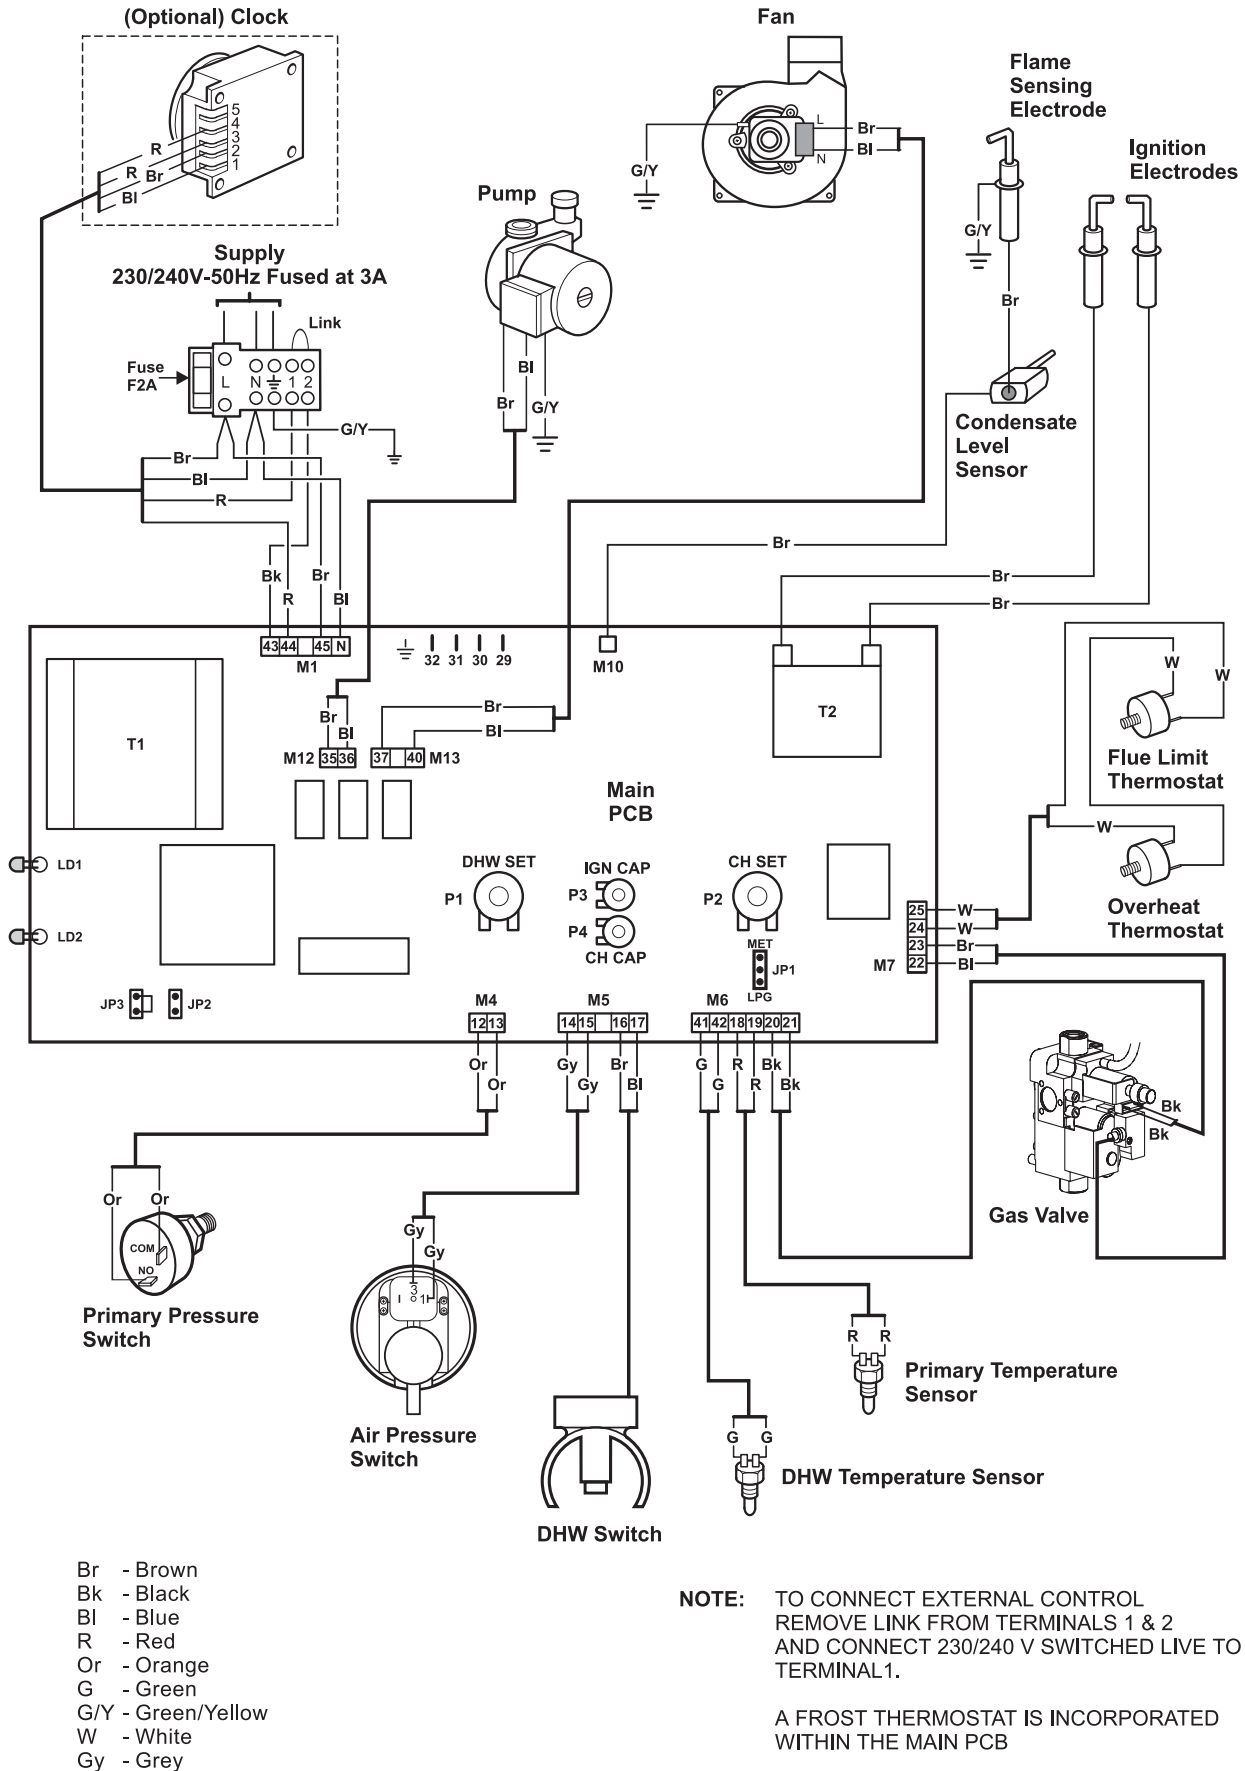 (Optional) Clock
5
4
3
2
1
R
R
Br
Bl
Fan
L
N
Br
Bl
G/Y
Flame
Sensing
Electrode
G/Y
Br
Ignition
Electrodes
Pump
Bl
Br
G/Y
Supply
230/240V-50Hz Fused at 3A
Link
Fuse
F2A
L N 1 2
G/Y
Br
Bl
R
Condensate
Level
Sensor
Br
Br
Br
Bk
R
Br
Bl
43 44 45 N
M1
32 31 30 29
M10
T1
T2
Br
Bl
Br
Bl
M12 35 36
37 40 M13
W
W
Flue Limit
Thermostat
W
Overheat
Thermostat
Main
PCB
LD1
LD2
DHW SET
P1
IGN CAP
P3
P4
CH CAP
CH SET
P2
MET
JP1
LPG
25 W
24 W
23 Br
22 Bl
M7
JP3
JP2
M4
12 13
M5
14 15 16 17
M6
41 42 18 19 20 21
Or
Or
Gy
Gy
Br
Bl
G
G
R
R
Bk
Bk
Bk
Bk
Gas Valve
Or Or
COM
NO
Primary Pressure
Switch
Gy
Gy
3
1
Air Pressure
Switch
DHW Switch
R R
Primary Temperature
Sensor
G G
DHW Temperature Sensor
Br - Brown
Bk - Black
Bl - Blue
R - Red
Or - Orange
G - Green
G/Y - Green/Yellow
W - White
Gy - Grey
NOTE: TO CONNECT EXTERNAL CONTROL
REMOVE LINK FROM TERMINALS 1 & 2
AND CONNECT 230/240 V SWITCHED LIVE TO
TERMINAL1.
A FROST THERMOSTAT IS INCORPORATED
WITHIN THE MAIN PCB